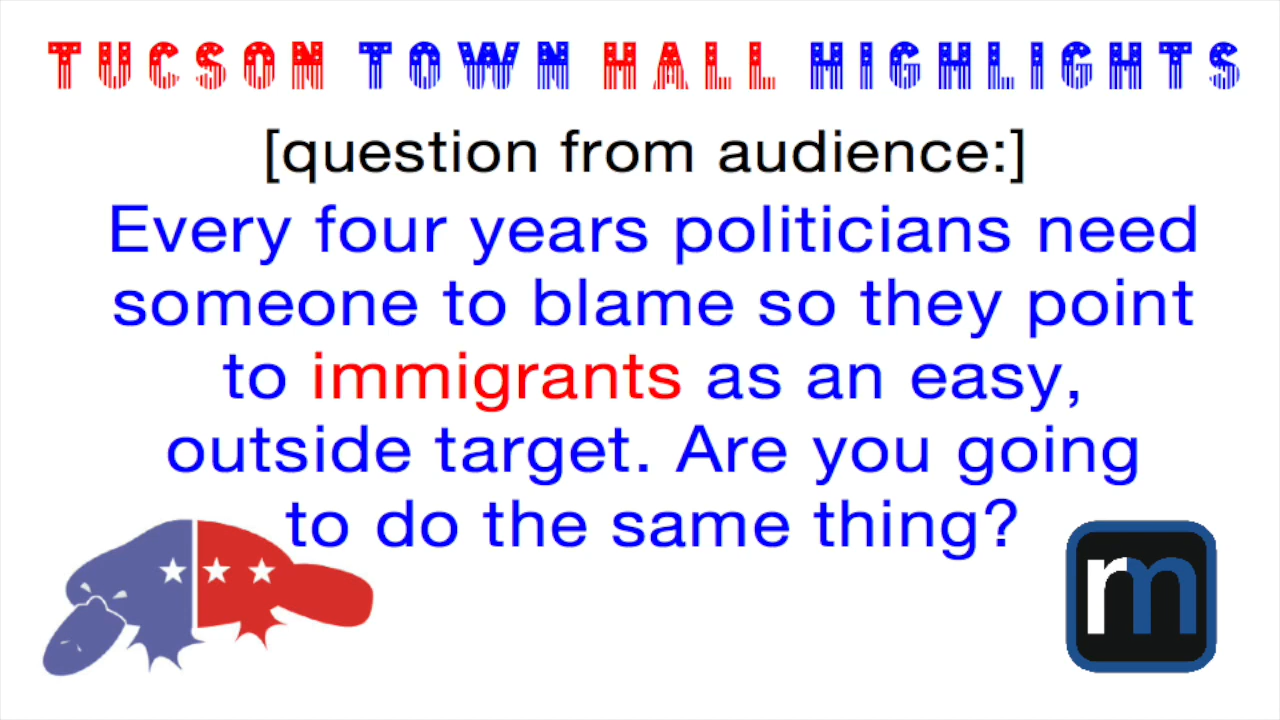 TUCSON TOWN HALL HIGHLIGHTS
[question from audience:]
Every four years politicians need
someone to blame so they point
to immigrants as an easy,
outside target. Are you going
to do the same thing?
rm